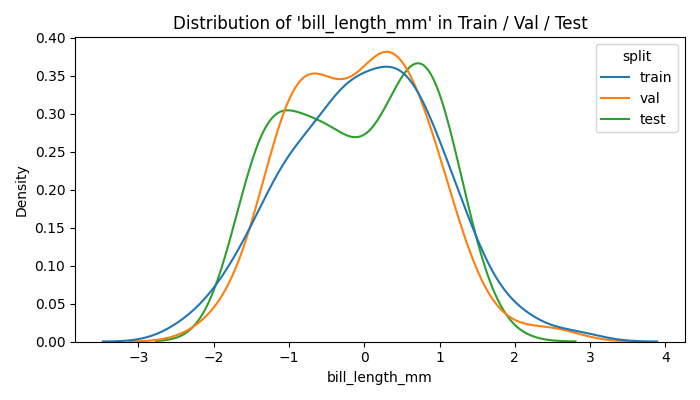 Distribution of 'bill_length_mm' in Train / Val / Test
0.40
0.35
0.30
0.25
0.20
0.15
0.10
0.05
0.00
Density
split
train
val
test
−3 −2 −1 0 1 2 3 4
bill_length_mm